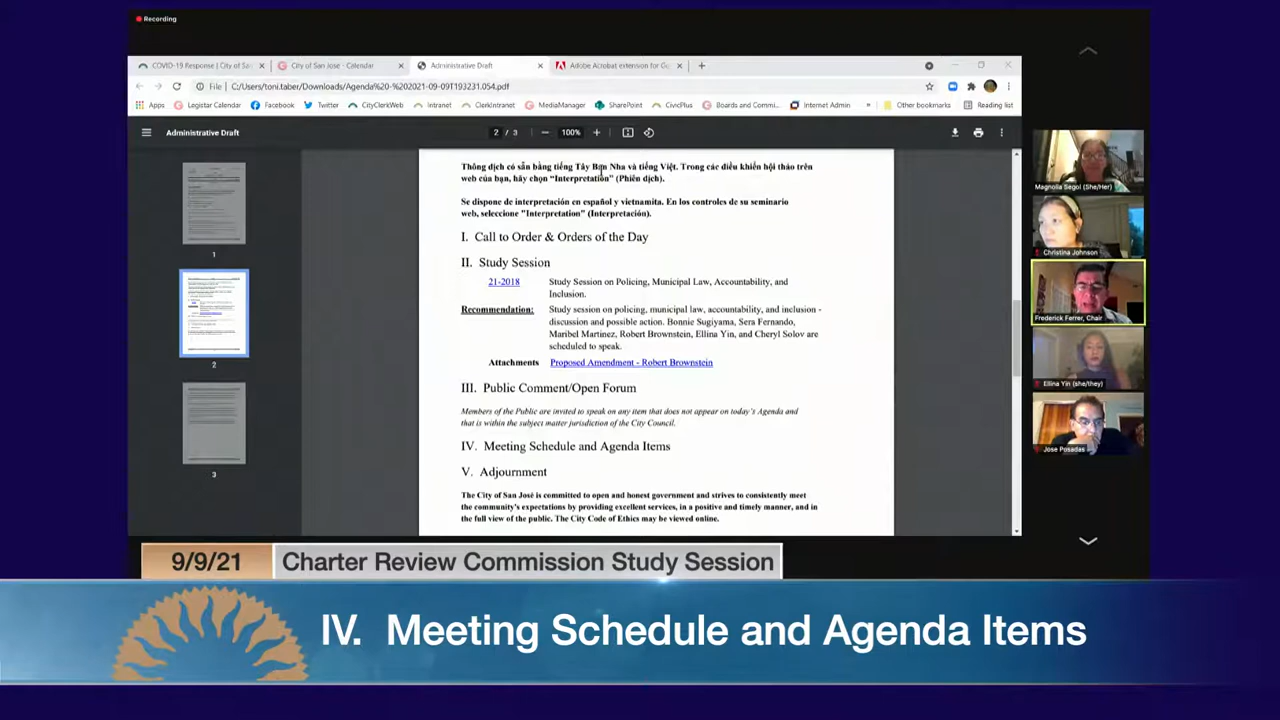 Recording
COVID-19 Response | City of Sa
City of San Jose - Calendar
Administrative Draft
Adobe Acrobat extension for Go
File | C:/Users/toni.taber/Downloads/Agenda%20-%202021-09-09T193231.054.pdf
Apps
Legistar Calendar
Facebook
Twitter
CityClerkWeb
Intranet
ClerkIntranet
MediaManager
SharePoint
CivicPlus
Boards and Commi...
Internet Admin
»
Other bookmarks
Reading list
Administrative Draft
2 / 3
100%
1
2
3
Thông dịch có sẵn bằng tiếng Tây Ban Nha và tiếng Việt. Trong các điều khiển hội thảo trên
web của bạn, hãy chọn “Interpretation” (Phiên dịch).
Se dispone de interpretación en español y vietnamita. En los controles de su seminario
web, seleccione "Interpretation" (Interpretación).
I. Call to Order & Orders of the Day
II. Study Session
21-2018 Study Session on Policing, Municipal Law, Accountability, and
Inclusion.
Recommendation: Study session on policing, municipal law, accountability, and inclusion -
discussion and possible action. Bonnie Sugiyama, Sera Fernando,
Maribel Martinez, Robert Brownstein, Ellina Yin, and Cheryl Solov are
scheduled to speak.
Attachments Proposed Amendment - Robert Brownstein
III. Public Comment/Open Forum
Members of the Public are invited to speak on any item that does not appear on today's Agenda and
that is within the subject matter jurisdiction of the City Council.
IV. Meeting Schedule and Agenda Items
V. Adjournment
The City of San José is committed to open and honest government and strives to consistently meet
the community's expectations by providing excellent services, in a positive and timely manner, and in
the full view of the public. The City Code of Ethics may be viewed online.
Magnolia Segol (She/Her)
Christina Johnson
Frederick Ferrer, Chair
Ellina Yin (she/they)
Jose Posadas
9/9/21 Charter Review Commission Study Session
IV. Meeting Schedule and Agenda Items